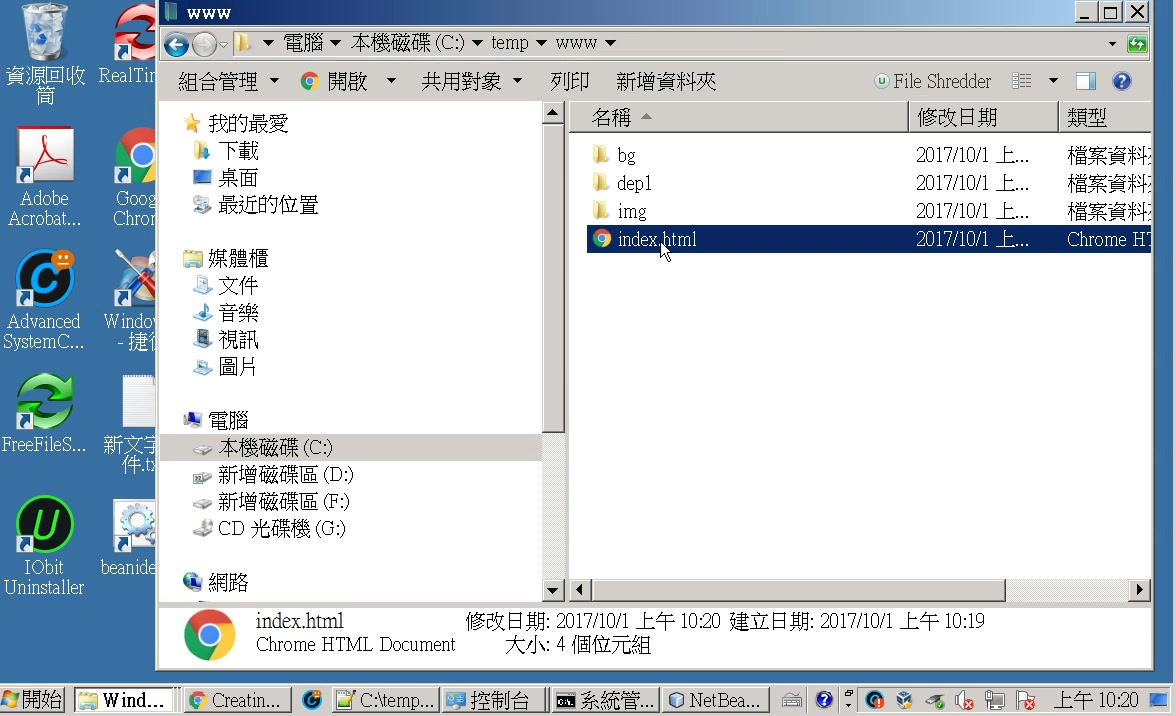 www
電腦 本機磁碟 (C:) temp www
組合管理 開啟 共用對象 列印 新增資料夾 File Shredder
名稱 修改日期 類型
bg 2017/10/1 上... 檔案資料夾
dep1 2017/10/1 上... 檔案資料夾
img 2017/10/1 上... 檔案資料夾
index.html 2017/10/1 上... Chrome HT
我的最愛
下載
桌面
最近的位置
媒體櫃
文件
音樂
視訊
圖片
電腦
本機磁碟 (C:)
新增磁碟區 (D:)
新增磁碟區 (F:)
CD 光碟機 (G:)
網路
index.html 修改日期: 2017/10/1 上午 10:20 建立日期: 2017/10/1 上午 10:19
Chrome HTML Document 大小: 4 個位元組
資源回收
筒
RealTim
Adobe
Acrobat...
Goog
Chron
Advanced
SystemC...
Window
- 捷徑
FreeFileS...
新文字
件.tx
IObit
Uninstaller
beanide
開始 Wind... Creatin... C:\temp... 控制台 系統管... NetBea... 上午 10:20